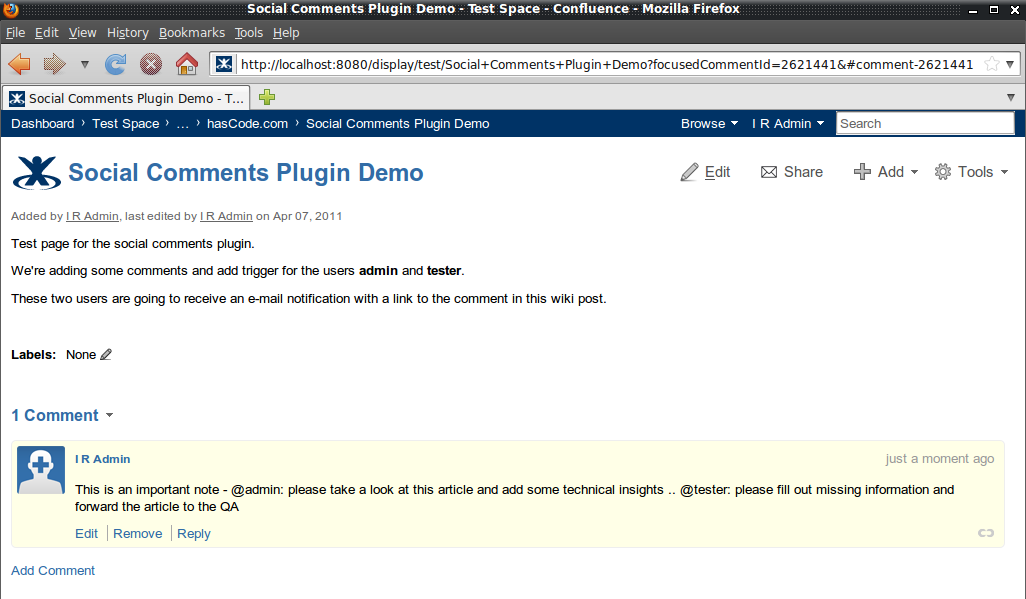 Social Comments Plugin Demo - Test Space - Confluence - Mozilla Firefox
File Edit View History Bookmarks Tools Help
http://localhost:8080/display/test/Social+Comments+Plugin+Demo?focusedCommentId=2621441&#comment-2621441
Social Comments Plugin Demo - T...
Dashboard › Test Space › ... › hasCode.com › Social Comments Plugin Demo Browse I R Admin Search
Social Comments Plugin Demo Edit Share Add Tools
Added by I R Admin, last edited by I R Admin on Apr 07, 2011
Test page for the social comments plugin.
We're adding some comments and add trigger for the users admin and tester.
These two users are going to receive an e-mail notification with a link to the comment in this wiki post.
Labels: None
1 Comment
I R Admin just a moment ago
This is an important note - @admin: please take a look at this article and add some technical insights .. @tester: please fill out missing information and
forward the article to the QA
Edit Remove Reply
Add Comment